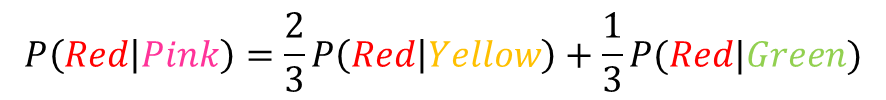 P(Red|Pink) = 2/3 P(Red|Yellow) + 1/3 P(Red|Green)